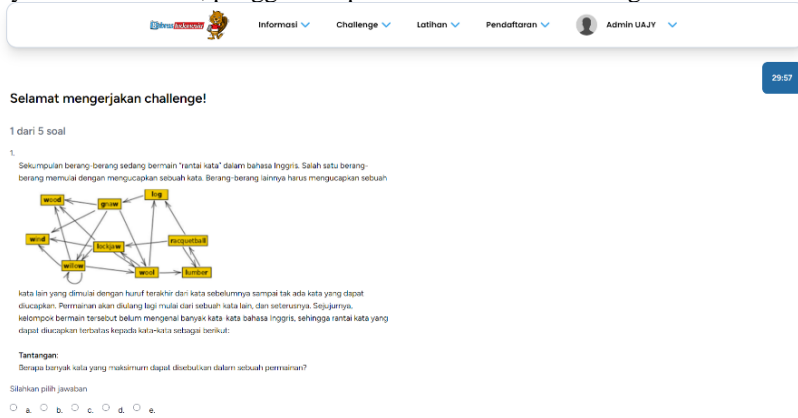 Bebras Indonesia
Informasi
Challenge
Latihan
Pendaftaran
Admin UAJY
29:57
Selamat mengerjakan challenge!
1 dari 5 soal
1.
Sekumpulan berang-berang sedang bermain "rantai kata" dalam bahasa Inggris. Salah satu berang-
berang memulai dengan mengucapkan sebuah kata. Berang-berang lainnya harus mengucapkan sebuah
log
wood
gnaw
wind
lockjaw
racquetball
willow
wool
lumber
kata lain yang dimulai dengan huruf terakhir dari kata sebelumnya sampai tak ada kata yang dapat
diucapkan. Permainan akan diulang lagi mulai dari sebuah kata lain, dan seterusnya. Sejujurnya,
kelompok bermain tersebut belum mengenal banyak kata-kata bahasa Inggris, sehingga rantai kata yang
dapat diucapkan terbatas kepada kata-kata sebagai berikut:
Tantangan:
Berapa banyak kata yang maksimum dapat disebutkan dalam sebuah permainan?
Silahkan pilih jawaban
a. b. c. d. e.